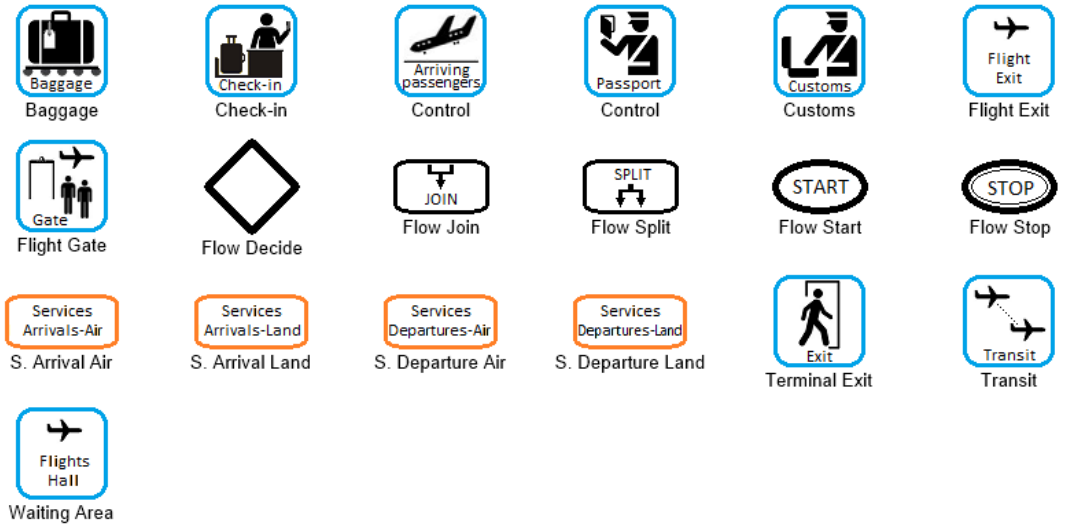 Baggage
Baggage
Check-in
Check-in
Arriving
passengers
Control
Passport
Control
Customs
Customs
Flight
Exit
Flight Exit
Gate
Flight Gate
Flow Decide
JOIN
Flow Join
SPLIT
Flow Split
START
Flow Start
STOP
Flow Stop
Services
Arrivals-Air
S. Arrival Air
Services
Arrivals-Land
S. Arrival Land
Services
Departures-Air
S. Departure Air
Services
Departures-Land
S. Departure Land
Exit
Terminal Exit
Transit
Transit
Flights
Hall
Waiting Area